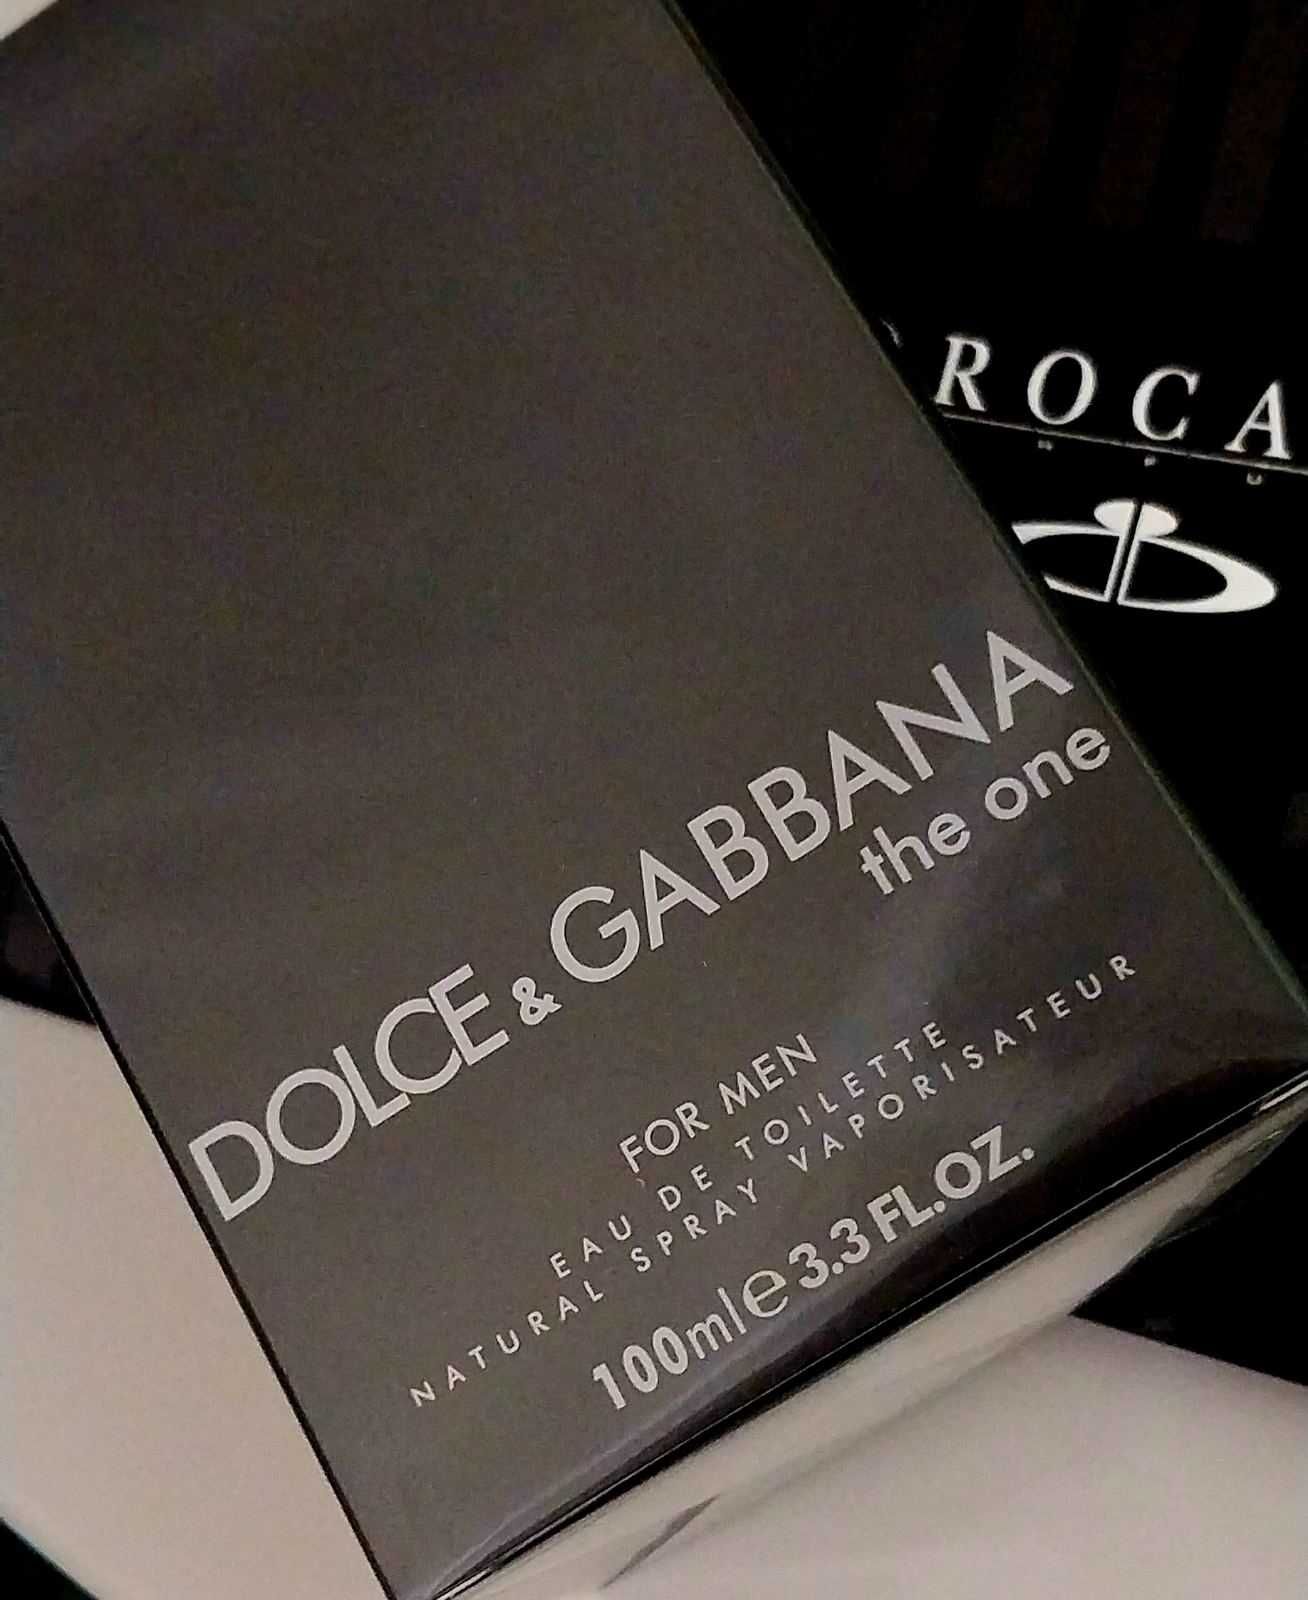 ROCA
DOLCE & GABBANA
the one
FOR MEN
EAU DE TOILETTE
NATURAL SPRAY VAPORISATEUR
100ml℮3.3 FL.OZ.